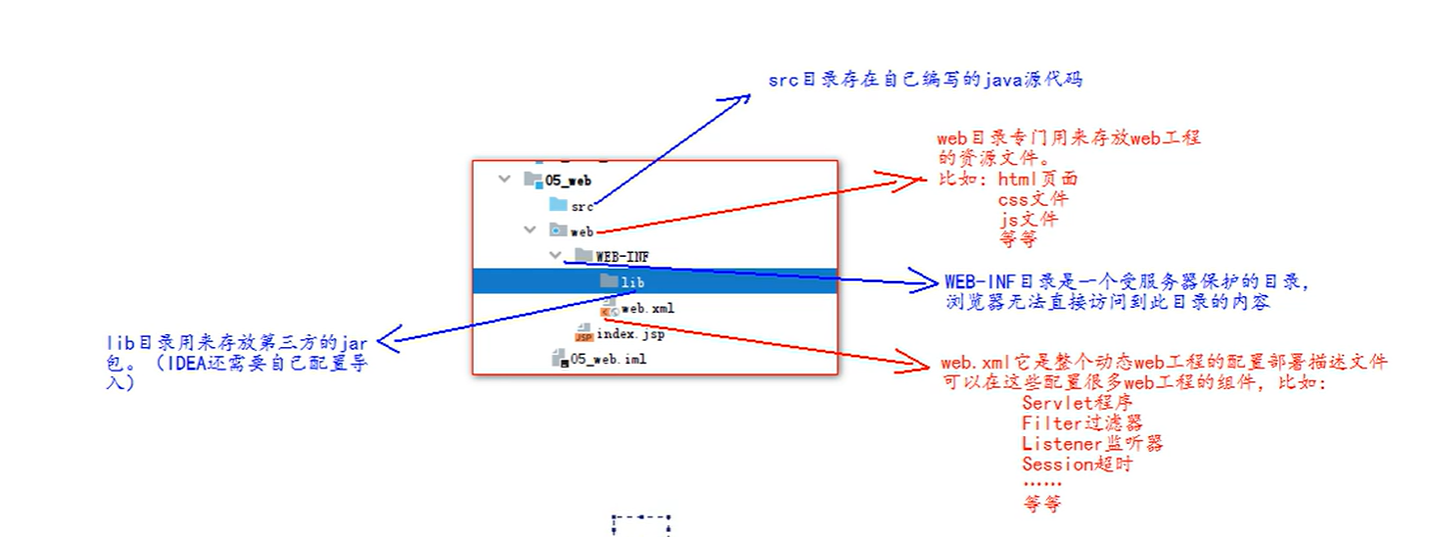 src目录存在自己编写的java源代码
web目录专门用来存放web工程
的资源文件。
比如：html页面
css文件
js文件
等等
05_web
src
web
WEB-INF
lib
web.xml
index.jsp
05_web.iml
WEB-INF目录是一个受服务器保护的目录，
浏览器无法直接访问到此目录的内容
lib目录用来存放第三方的jar
包。（IDEA还需要自己配置导
入）
web.xml它是整个动态web工程的配置部署描述文件
可以在这些配置很多web工程的组件，比如：
Servlet程序
Filter过滤器
Listener监听器
Session超时
……
等等